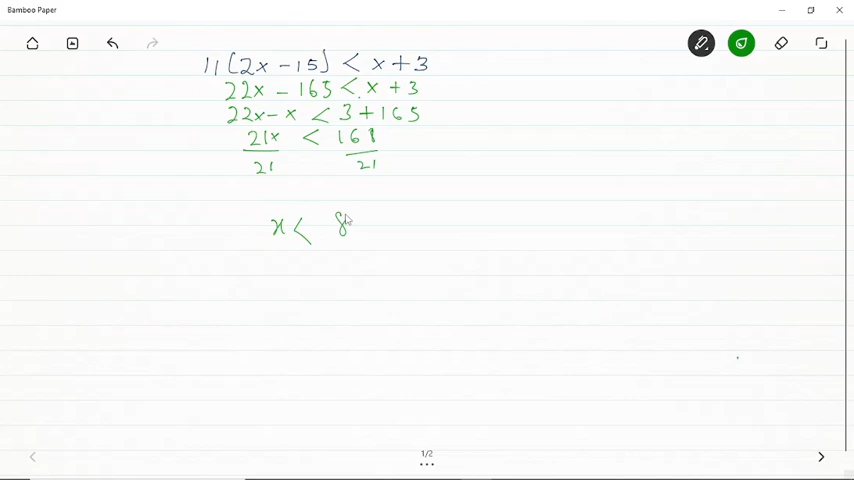 Bamboo Paper
11(2x - 15) < x + 3
22x - 165 < x + 3
22x - x < 3 + 165
21x < 168
21 21
x < 8
1/2